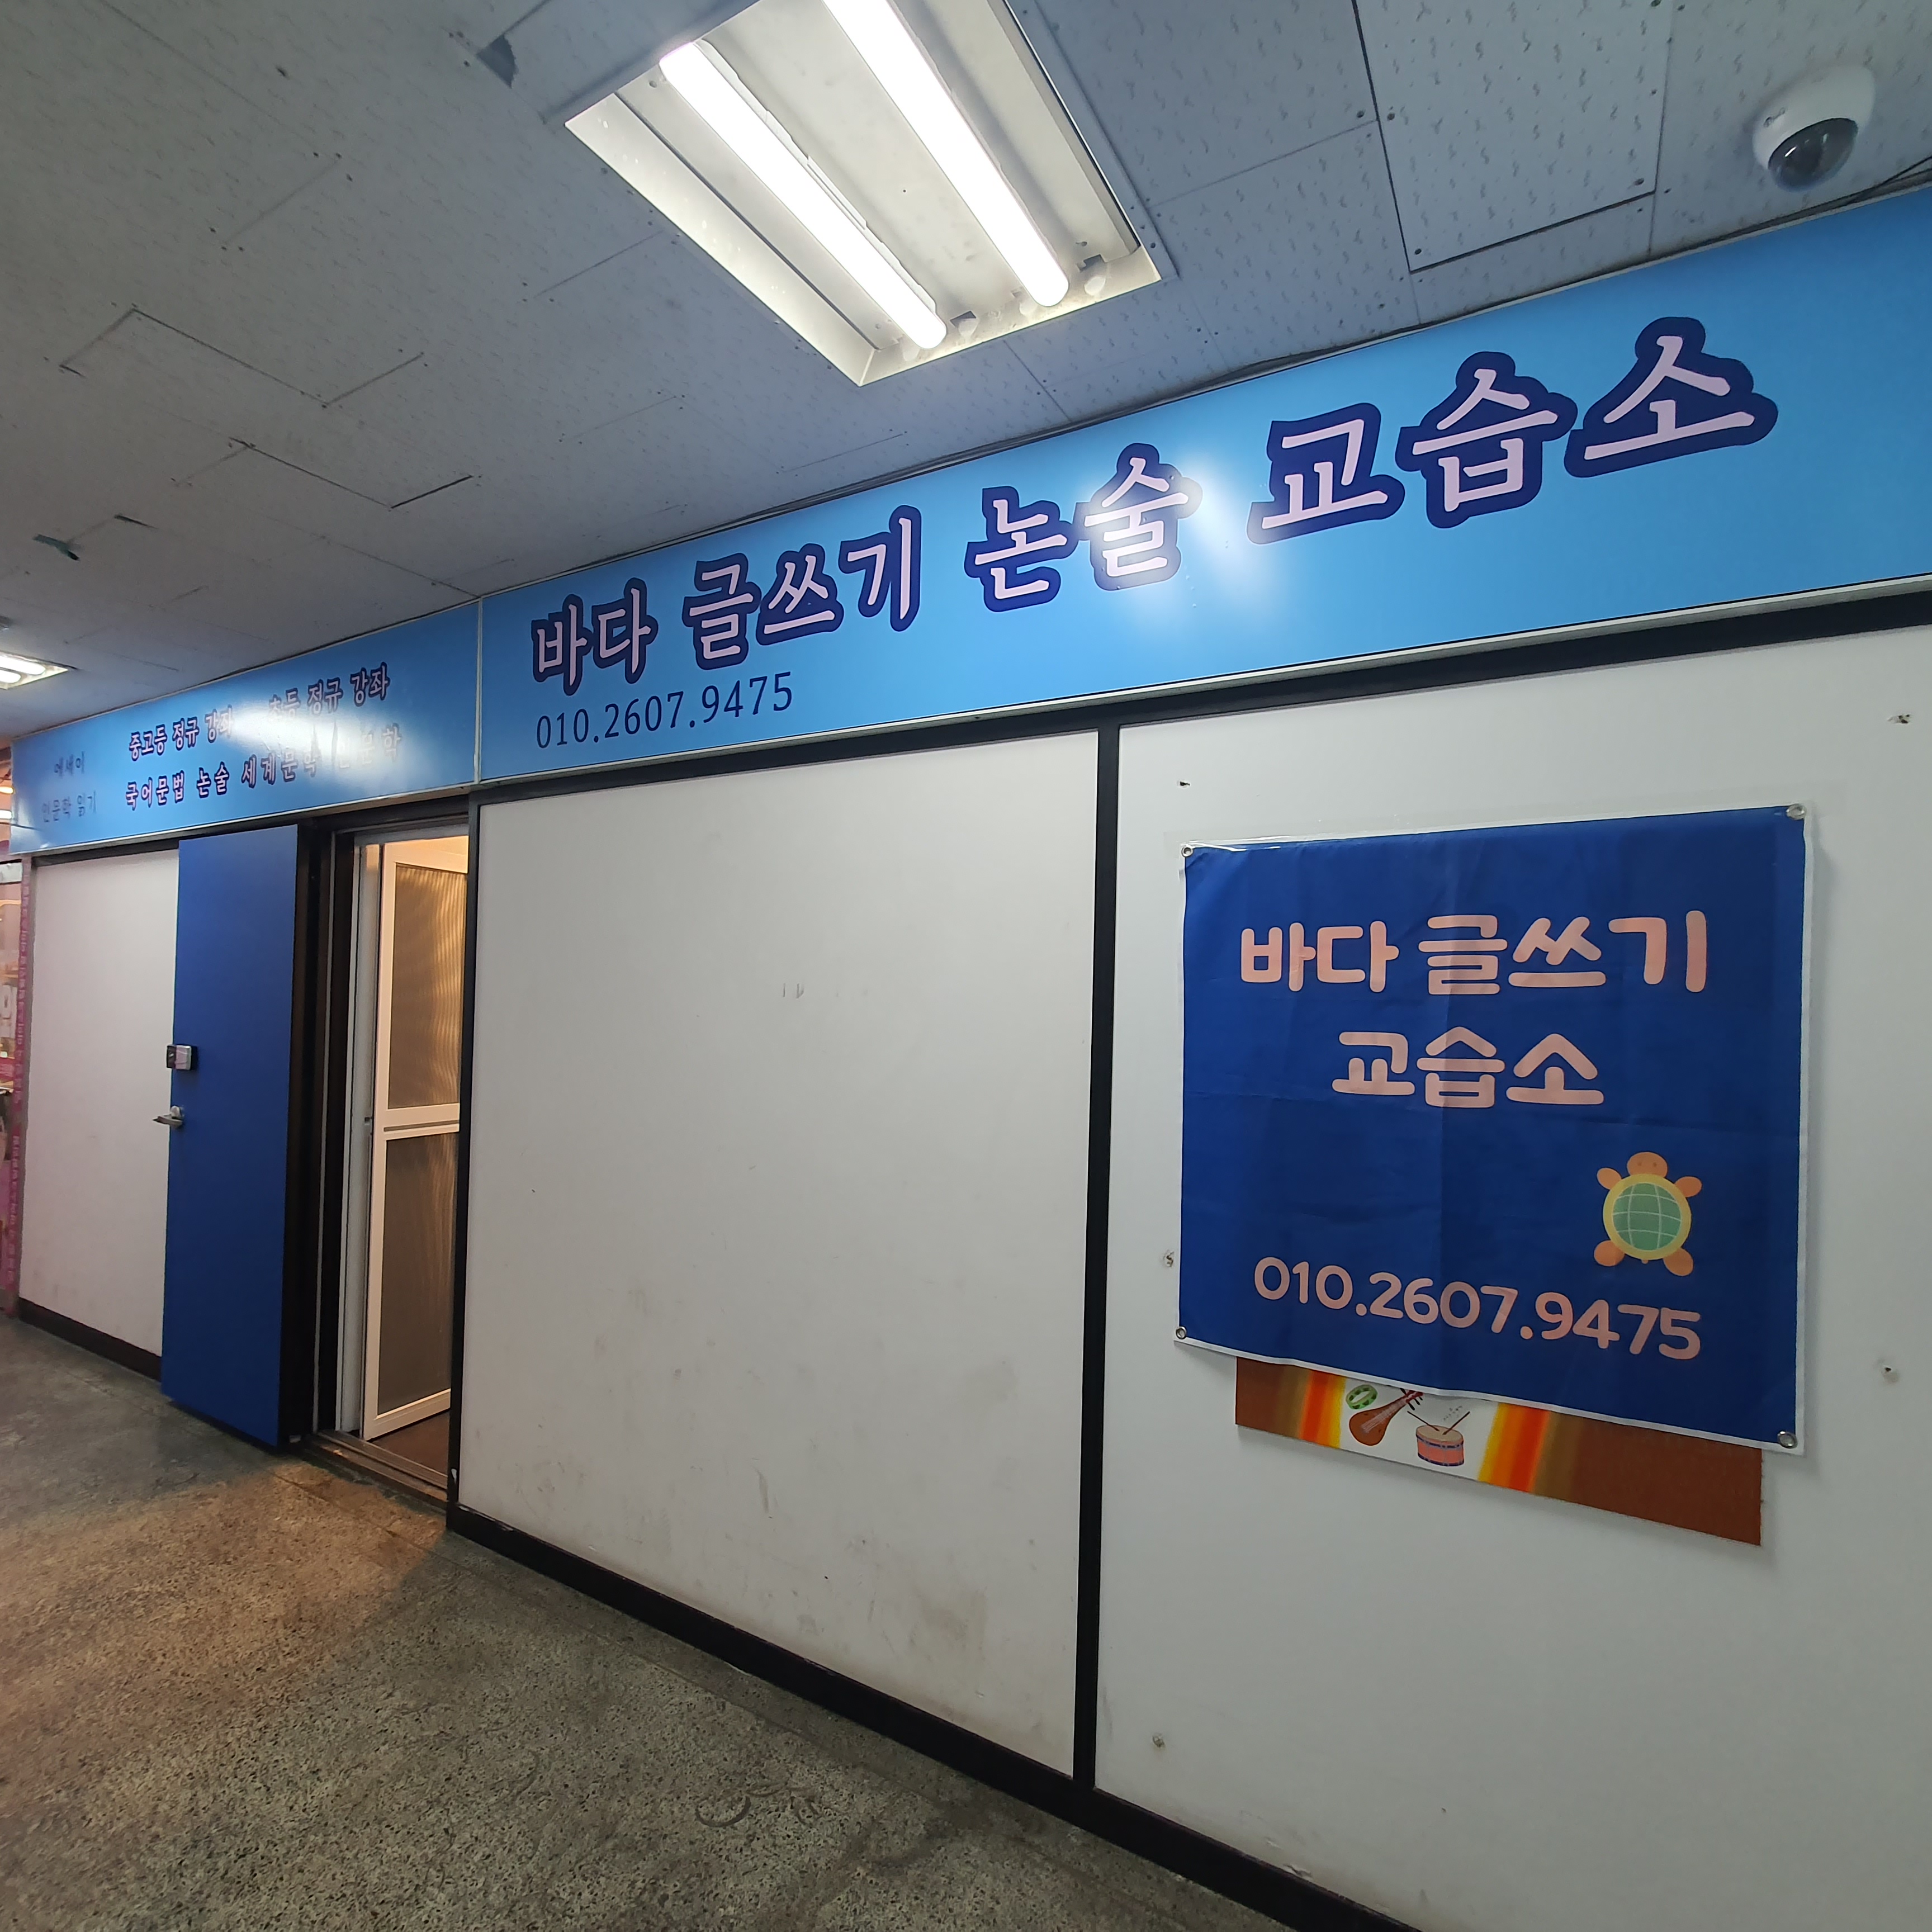 바다 글쓰기 논술 교습소
010.2607.9475
에세이
인문학 읽기
중고등 정규 강좌
국어문법 논술 세계문학
초등 정규 강좌
바다 글쓰기
교습소
010.2607.9475